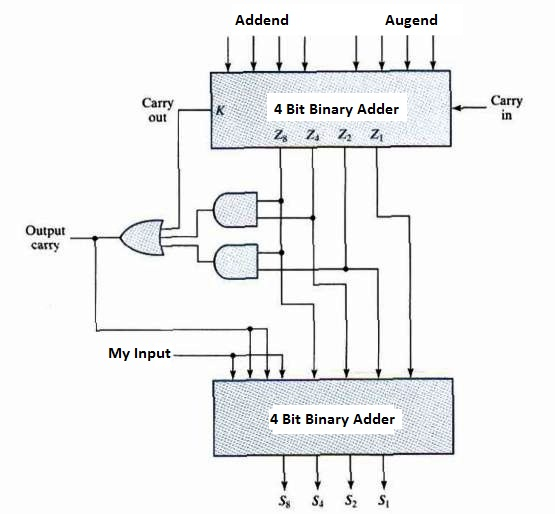 Addend Augend
Carry out
K
4 Bit Binary Adder
Carry in
Z8 Z4 Z2 Z1
Output carry
My Input
4 Bit Binary Adder
S8 S4 S2 S1